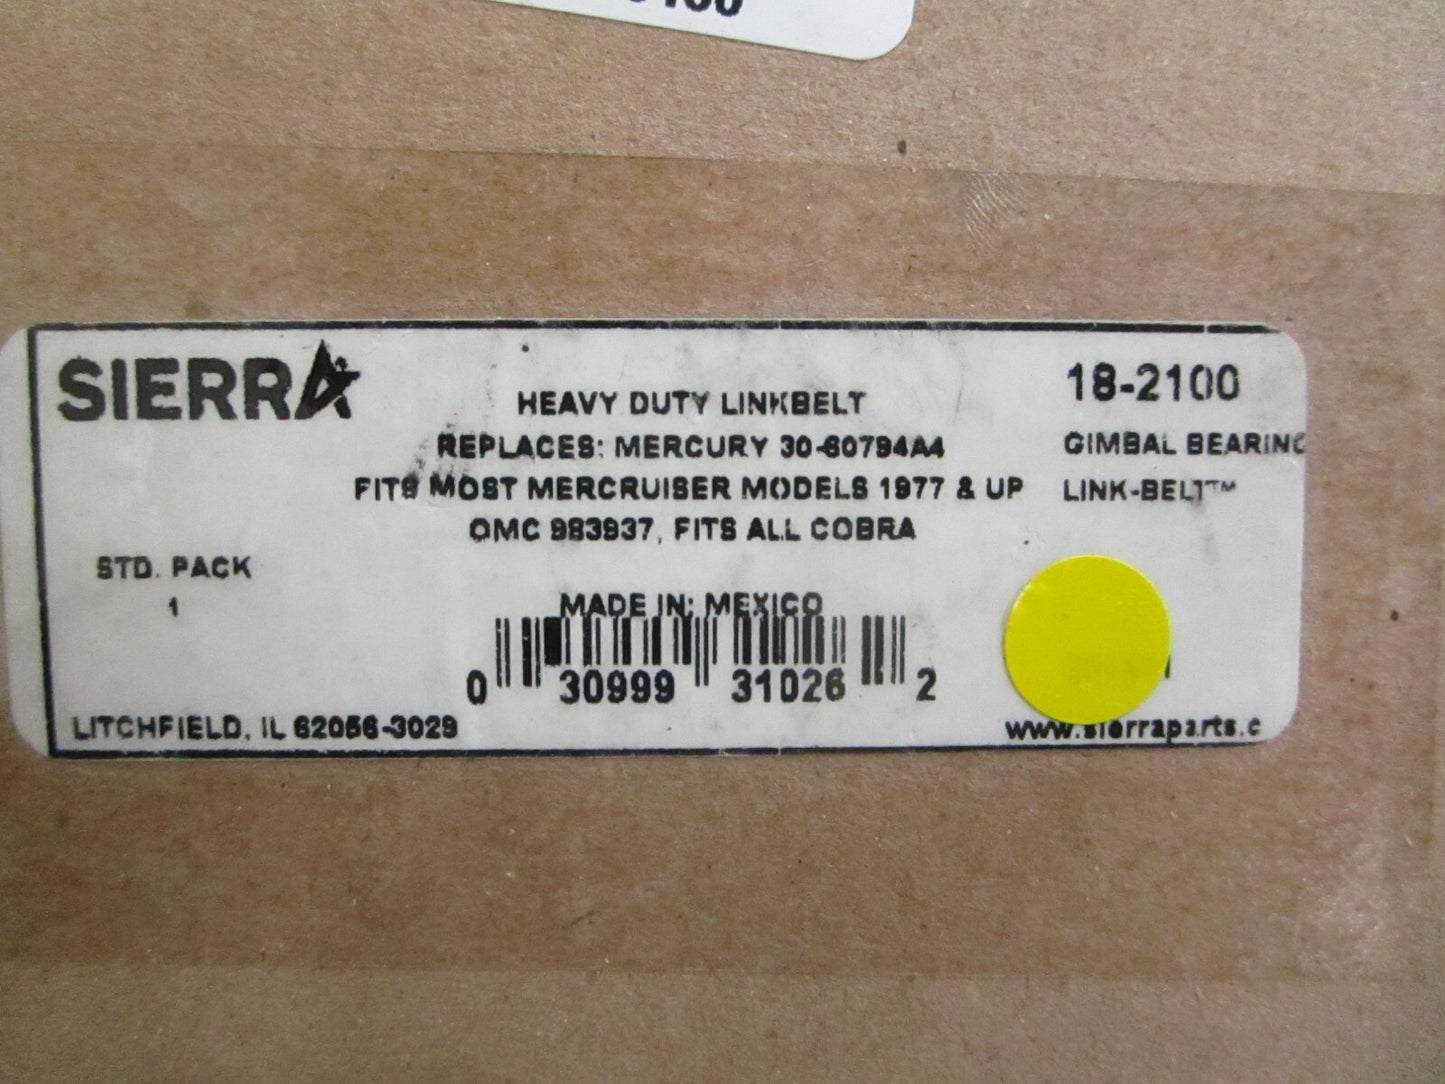 SIERRA
18-2100
HEAVY DUTY LINKBELT
REPLACES: MERCURY 30-60794A4
GIMBAL BEARING
FITS MOST MERCRUISER MODELS 1977 & UP
LINK-BELT™
OMC 983937, FITS ALL COBRA
STD. PACK
1
MADE IN: MEXICO
0 30999 31026 2
LITCHFIELD, IL 62056-3029
www.sierraparts.c